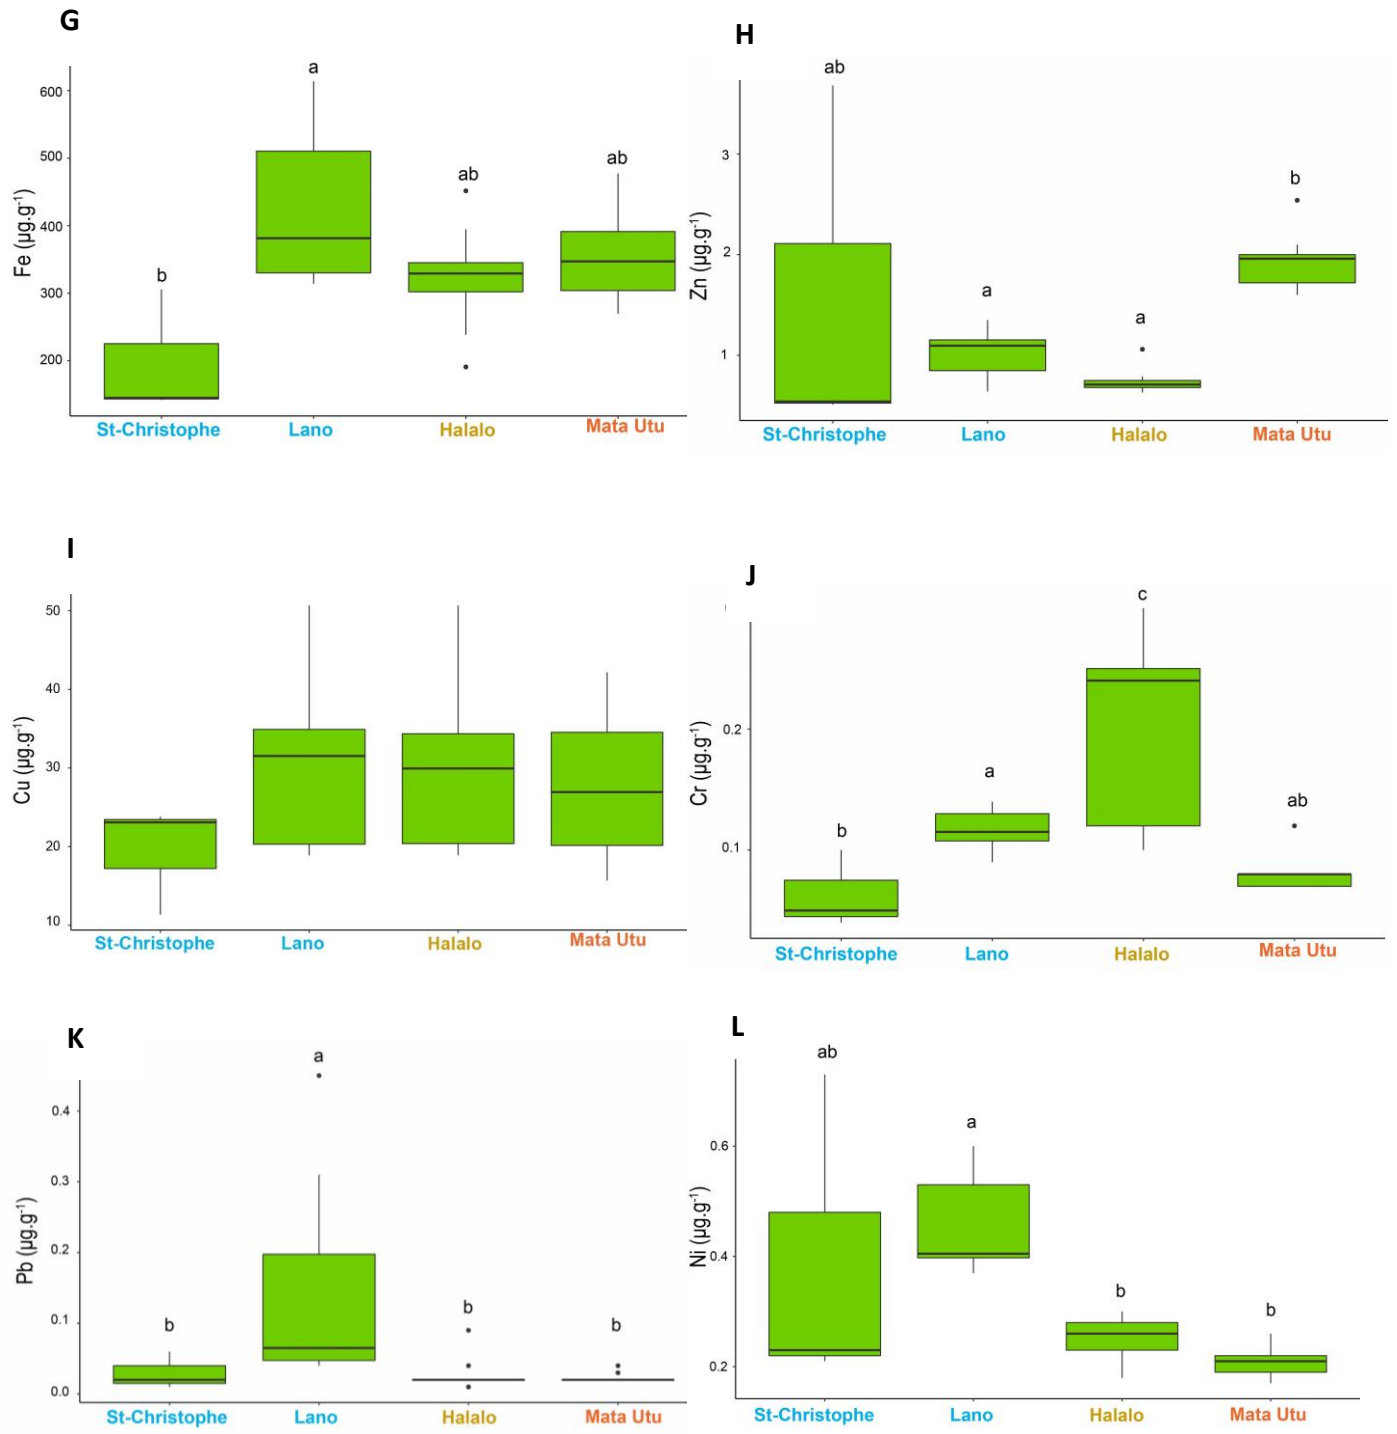 G
Fe (µg.g⁻¹)
600
500
400
300
200
b
a
ab
ab
St-Christophe
Lano
Halalo
Mata Utu
H
Zn (µg.g⁻¹)
3
2
1
ab
a
a
b
St-Christophe
Lano
Halalo
Mata Utu
I
Cu (µg.g⁻¹)
50
40
30
20
10
St-Christophe
Lano
Halalo
Mata Utu
J
Cr (µg.g⁻¹)
0.2
0.1
b
a
c
ab
St-Christophe
Lano
Halalo
Mata Utu
K
Pb (µg.g⁻¹)
0.4
0.3
0.2
0.1
0.0
b
a
b
b
St-Christophe
Lano
Halalo
Mata Utu
L
Ni (µg.g⁻¹)
0.6
0.4
0.2
ab
a
b
b
St-Christophe
Lano
Halalo
Mata Utu